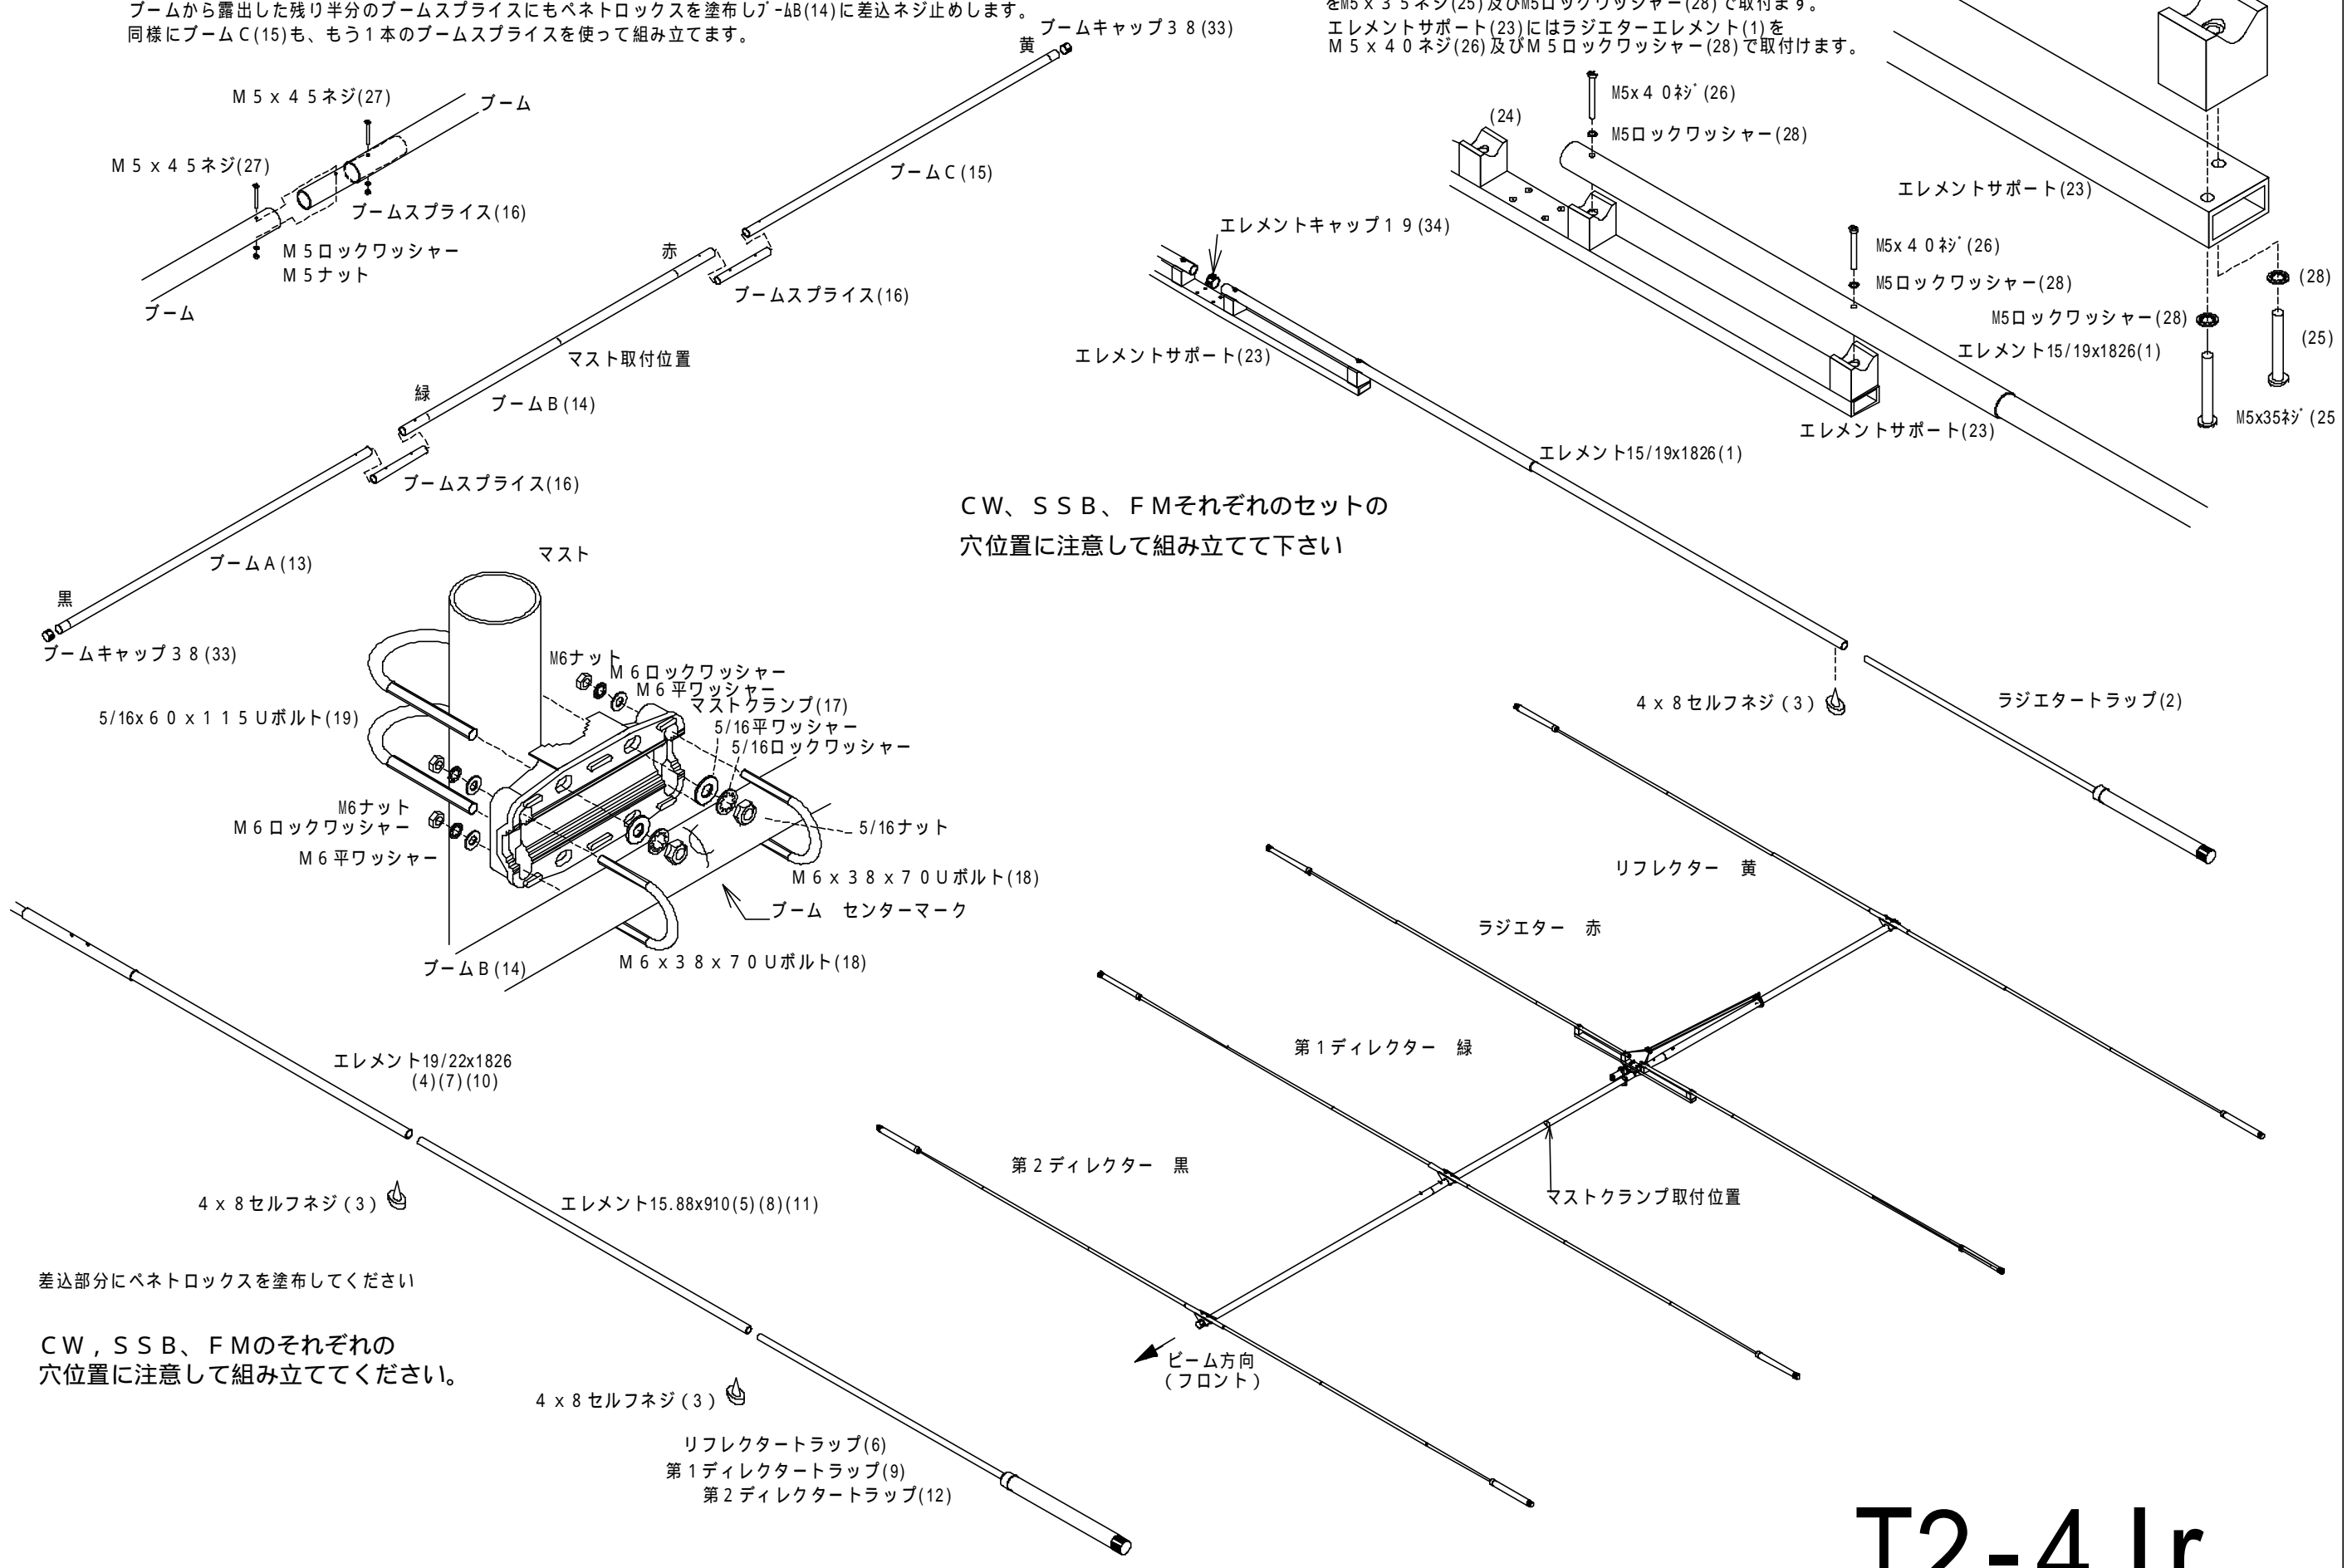 ブームから露出した残り半分のブームスプライスにもペネトロックスを塗布しﾌﾞｰﾑB(14)に差込ネジ止めします。
同様にブームC(15)も、もう1本のブームスプライスを使って組み立てます。
をM5ｘ３５ネジ(25)及びM5ロックワッシャー(28)で取付ます。
エレメントサポート(23)にはラジエターエレメント(1)を
Ｍ５ｘ４０ネジ(26)及びＭ５ロックワッシャー(28)で取付けます。
黄
ブームキャップ３８(33)
Ｍ５ｘ４５ネジ(27)
ブーム
Ｍ５ｘ４５ネジ(27)
ブームスプライス(16)
Ｍ５ロックワッシャー
Ｍ５ナット
ブーム
ブームC(15)
赤
ブームスプライス(16)
マスト取付位置
緑
ブームB(14)
ブームスプライス(16)
ブームA(13)
黒
ブームキャップ３８(33)
(24)
M5x４０ﾈｼﾞ(26)
M5ロックワッシャー(28)
エレメントサポート(23)
エレメントキャップ１９(34)
M5x４０ﾈｼﾞ(26)
M5ロックワッシャー(28)
(28)
M5ロックワッシャー(28)
(25)
エレメントサポート(23)
エレメント15/19x1826(1)
M5x35ﾈｼﾞ(25
エレメントサポート(23)
エレメント15/19x1826(1)
ＣＷ、ＳＳＢ、ＦＭそれぞれのセットの
穴位置に注意して組み立てて下さい
マスト
M6ナット
Ｍ６ロックワッシャー
Ｍ６平ワッシャー
マストクランプ(17)
5/16平ワッシャー
5/16ロックワッシャー
5/16x６０ｘ１１５Ｕボルト(19)
M6ナット
Ｍ６ロックワッシャー
Ｍ６平ワッシャー
5/16ナット
Ｍ６ｘ３８ｘ７０Ｕボルト(18)
ブーム　センターマーク
ブームB(14)
Ｍ６ｘ３８ｘ７０Ｕボルト(18)
4ｘ8セルフネジ（3）
ラジエタートラップ(2)
リフレクター　黄
ラジエター　赤
第１ディレクター　緑
第２ディレクター　黒
マストクランプ取付位置
ビーム方向
（フロント）
エレメント19/22x1826
(4)(7)(10)
4ｘ8セルフネジ（3）
エレメント15.88x910(5)(8)(11)
差込部分にペネトロックスを塗布してください
ＣＷ，ＳＳＢ、ＦＭのそれぞれの
穴位置に注意して組み立ててください。
4ｘ8セルフネジ（3）
リフレクタートラップ(6)
第１ディレクタートラップ(9)
第２ディレクタートラップ(12)
T2-4Jr